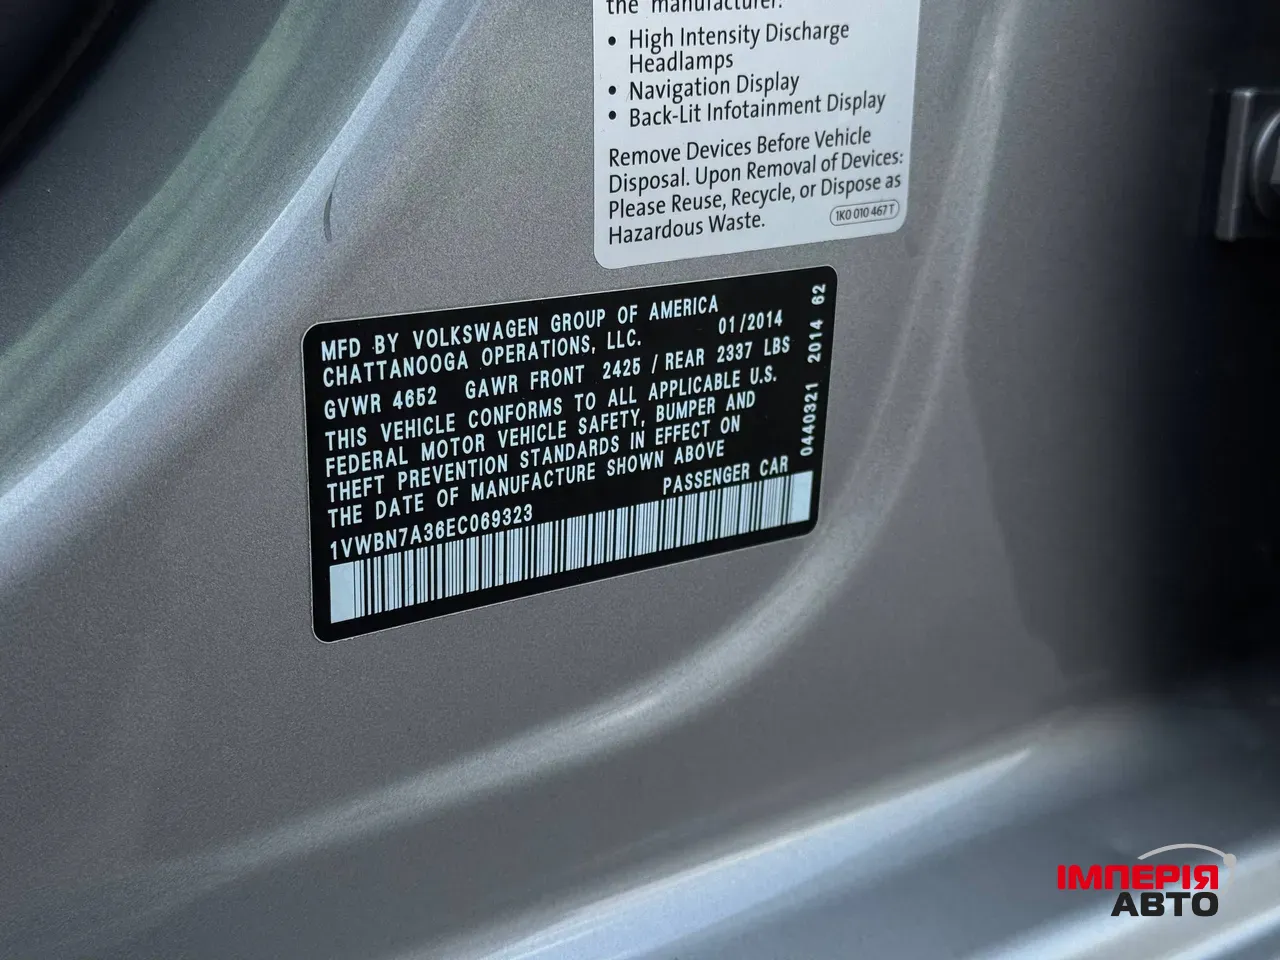 the manufacturer.
• High Intensity Discharge
Headlamps
• Navigation Display
• Back-Lit Infotainment Display
Remove Devices Before Vehicle
Disposal. Upon Removal of Devices:
Please Reuse, Recycle, or Dispose as
Hazardous Waste.
1K0 010 467 T
MFD BY VOLKSWAGEN GROUP OF AMERICA
CHATTANOOGA OPERATIONS, LLC. 01/2014
GVWR 4652 GAWR FRONT 2425 / REAR 2337 LBS
THIS VEHICLE CONFORMS TO ALL APPLICABLE U.S.
FEDERAL MOTOR VEHICLE SAFETY, BUMPER AND
THEFT PREVENTION STANDARDS IN EFFECT ON
THE DATE OF MANUFACTURE SHOWN ABOVE
1VWBN7A36EC069323 PASSENGER CAR
0440321 2014 62
ІМПЕРІЯ
АВТО